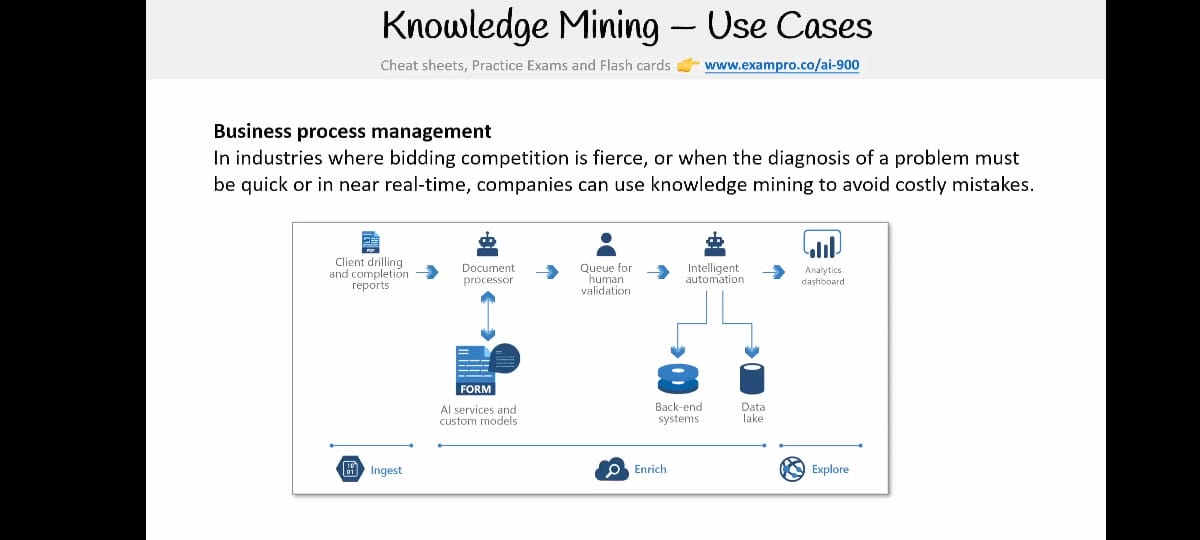 Knowledge Mining – Use Cases
Cheat sheets, Practice Exams and Flash cards 👉 www.exampro.co/ai-900
Business process management
In industries where bidding competition is fierce, or when the diagnosis of a problem must
be quick or in near real-time, companies can use knowledge mining to avoid costly mistakes.
PDF
Client drilling
and completion
reports
Document
processor
Queue for
human
validation
Intelligent
automation
Analytics
dashboard
FORM
AI services and
custom models
Back-end
systems
Data
lake
10
01
Ingest
Enrich
Explore